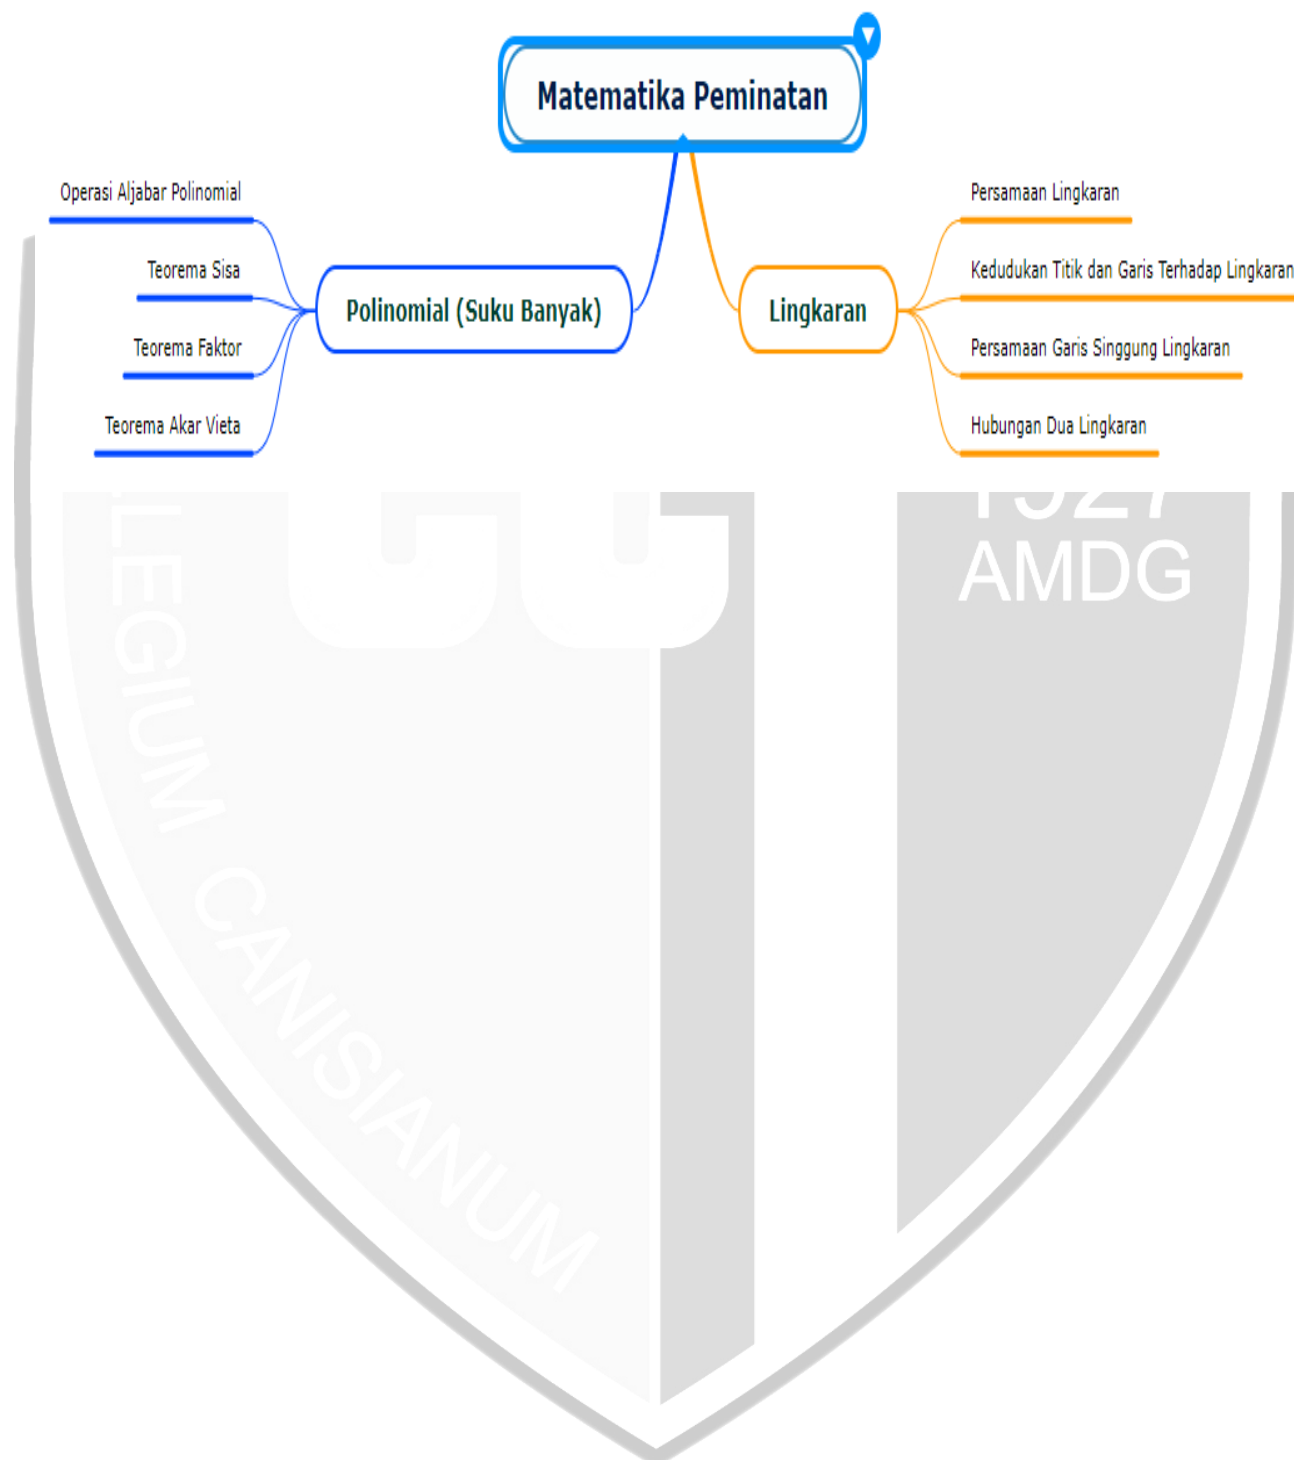 Matematika Peminatan
Operasi Aljabar Polinomial
Teorema Sisa
Teorema Faktor
Teorema Akar Vieta
Polinomial (Suku Banyak)
Lingkaran
Persamaan Lingkaran
Kedudukan Titik dan Garis Terhadap Lingkaran
Persamaan Garis Singgung Lingkaran
Hubungan Dua Lingkaran
AMDG
CANISIANUM